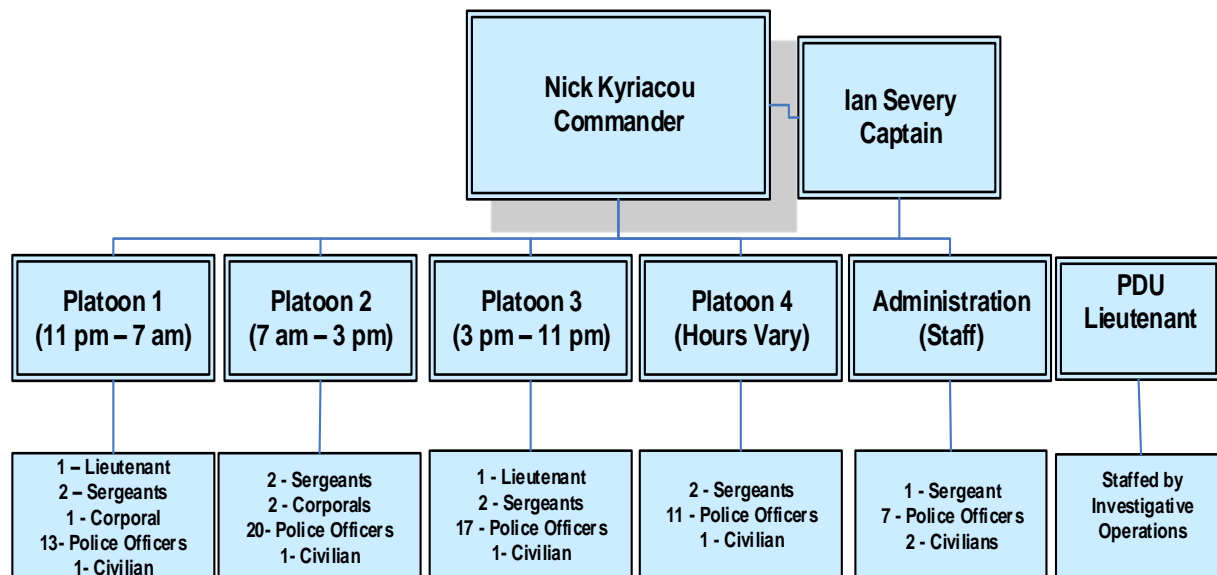 Nick Kyriacou
Commander
Ian Severy
Captain
Platoon 1
(11 pm – 7 am)
Platoon 2
(7 am – 3 pm)
Platoon 3
(3 pm – 11 pm)
Platoon 4
(Hours Vary)
Administration
(Staff)
PDU
Lieutenant
1 – Lieutenant
2 – Sergeants
1 - Corporal
13- Police Officers
1- Civilian
2 - Sergeants
2 - Corporals
20- Police Officers
1- Civilian
1 - Lieutenant
2 - Sergeants
17 - Police Officers
1- Civilian
2 - Sergeants
11 - Police Officers
1 - Civilian
1 - Sergeant
7 - Police Officers
2 - Civilians
Staffed by
Investigative
Operations